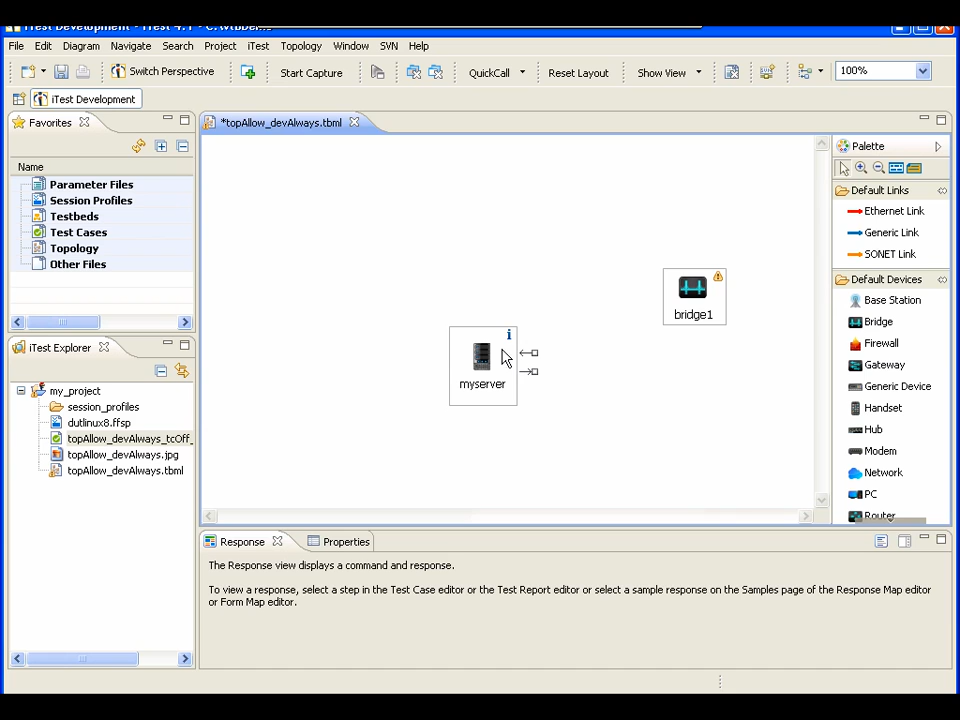 File Edit Diagram Navigate Search Project iTest Topology Window SVN Help
Switch Perspective Start Capture QuickCall Reset Layout Show View 100%
iTest Development
Favorites
Name
Parameter Files
Session Profiles
Testbeds
Test Cases
Topology
Other Files
iTest Explorer
my_project
session_profiles
dutlinux8.ffsp
topAllow_devAlways_tcOff_
topAllow_devAlways.jpg
topAllow_devAlways.tbml
*topAllow_devAlways.tbml
bridge1
myserver
Palette
Default Links
Ethernet Link
Generic Link
SONET Link
Default Devices
Base Station
Bridge
Firewall
Gateway
Generic Device
Handset
Hub
Modem
Network
PC
Router
Response Properties
The Response view displays a command and response.
To view a response, select a step in the Test Case editor or the Test Report editor or select a sample response on the Samples page of the Response Map editor
or Form Map editor.